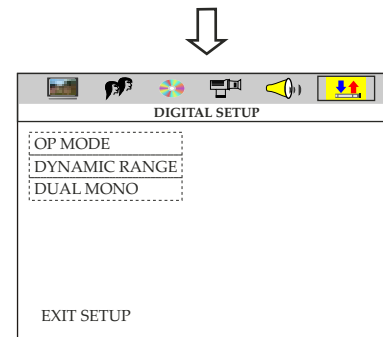 DIGITAL SETUP
OP MODE
DYNAMIC RANGE
DUAL MONO
EXIT SETUP